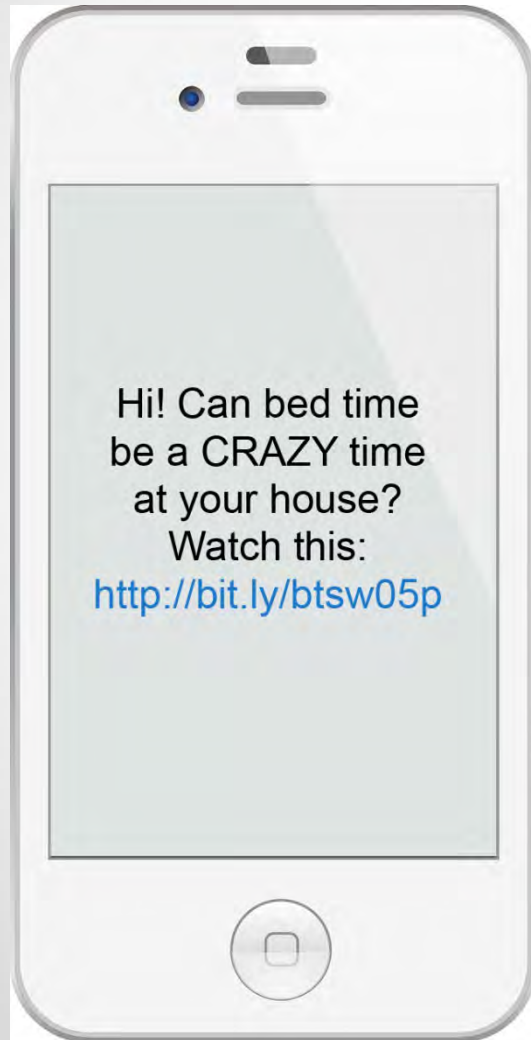 Hi! Can bed time
be a CRAZY time
at your house?
Watch this:
http://bit.ly/btsw05p